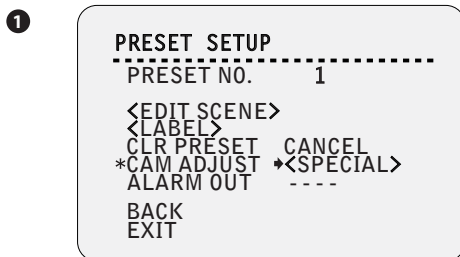 1
PRESET SETUP
PRESET NO. 1
<EDIT SCENE>
<LABEL>
CLR PRESET CANCEL
*CAM ADJUST ➧<SPECIAL>
ALARM OUT ----
BACK
EXIT